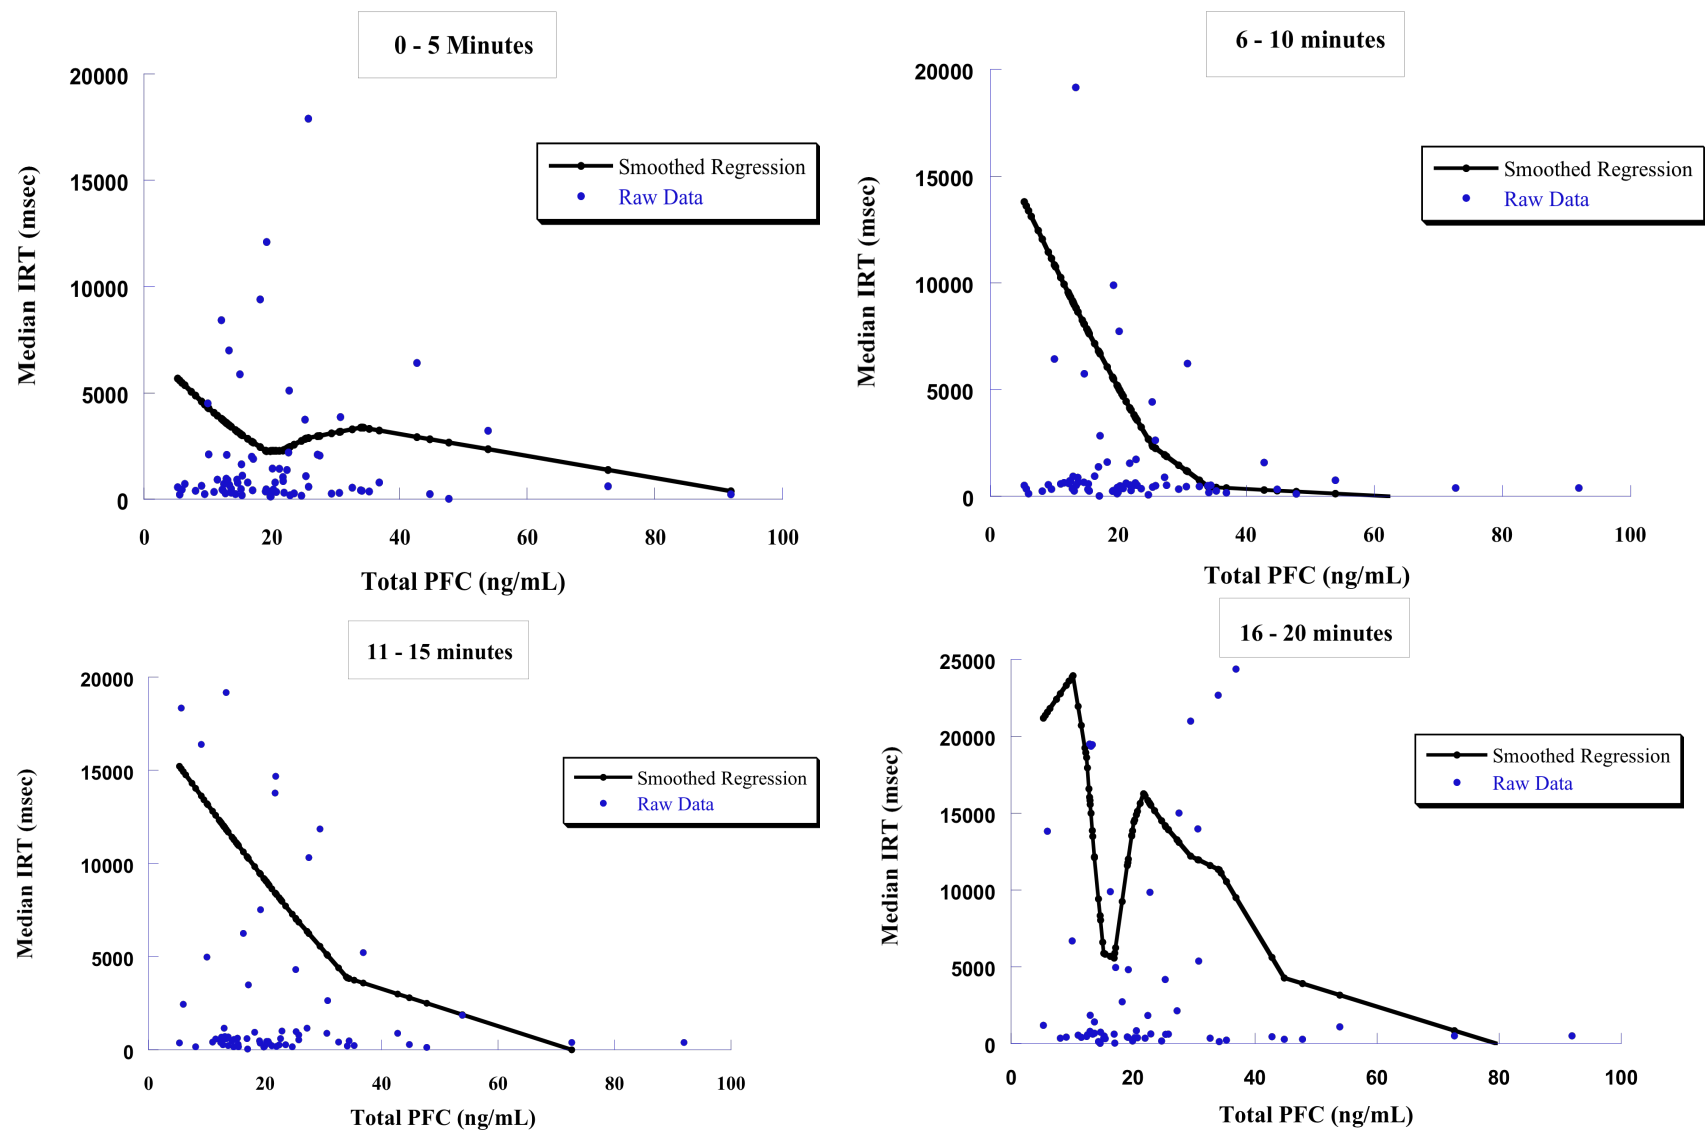 0 - 5 Minutes
20000
15000
10000
5000
0
Median IRT (msec)
Smoothed Regression
Raw Data
0 20 40 60 80 100
Total PFC (ng/mL)
6 - 10 minutes
20000
15000
10000
5000
0
Median IRT (msec)
Smoothed Regression
Raw Data
0 20 40 60 80 100
Total PFC (ng/mL)
11 - 15 minutes
20000
15000
10000
5000
0
Median IRT (msec)
Smoothed Regression
Raw Data
0 20 40 60 80 100
Total PFC (ng/mL)
16 - 20 minutes
25000
20000
15000
10000
5000
0
Median IRT (msec)
Smoothed Regression
Raw Data
0 20 40 60 80 100
Total PFC (ng/mL)